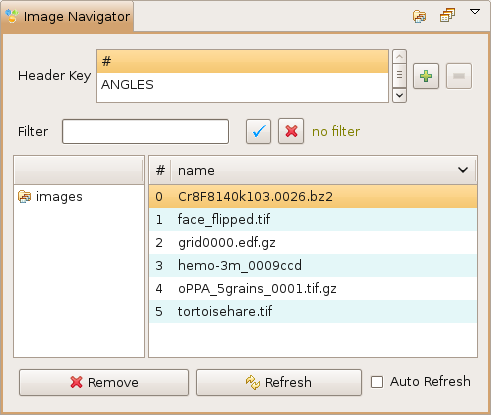 Image Navigator
Header Key
#
ANGLES
Filter
no filter
# name
images
0 Cr8F8140k103.0026.bz2
1 face_flipped.tif
2 grid0000.edf.gz
3 hemo-3m_0009ccd
4 oPPA_5grains_0001.tif.gz
5 tortoisehare.tif
Remove
Refresh
Auto Refresh